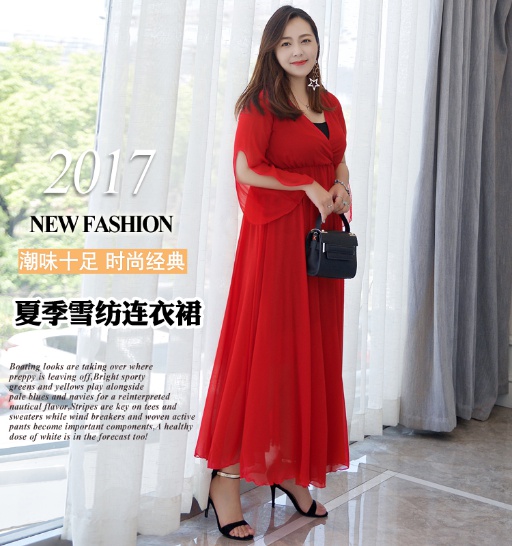 2017
NEW FASHION
潮味十足 时尚经典
夏季雪纺连衣裙
Boating looks are taking over where
preppy is leaving off,Bright sporty
greens and yellows play alongside
pale blues and navies for a reinterpreted
nautical flavor,Stripes are key on tees and
sweaters while wind breakers and woven active
pants become important components,A healthy
dose of white is in the forecast too!